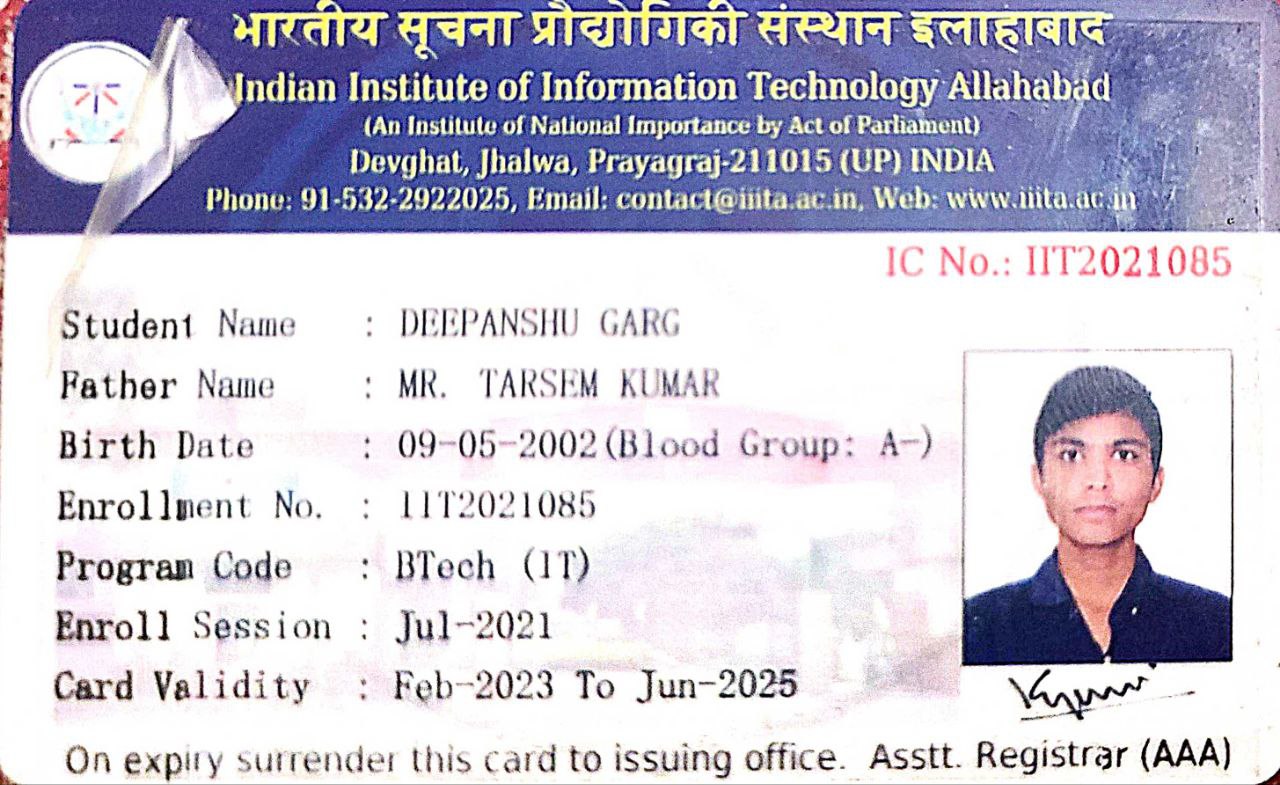 भारतीय सूचना प्रौद्योगिकी संस्थान इलाहाबाद
Indian Institute of Information Technology Allahabad
(An Institute of National Importance by Act of Parliament)
Devghat, Jhalwa, Prayagraj-211015 (UP) INDIA
Phone: 91-532-2922025, Email: contact@iiita.ac.in, Web: www.iiita.ac.in
IC No.: IIT2021085
Student Name : DEEPANSHU GARG
Father Name : MR. TARSEM KUMAR
Birth Date : 09-05-2002(Blood Group: A-)
Enrollment No. : IIT2021085
Program Code : BTech (IT)
Enroll Session : Jul-2021
Card Validity : Feb-2023 To Jun-2025
On expiry surrender this card to issuing office. Asstt. Registrar (AAA)